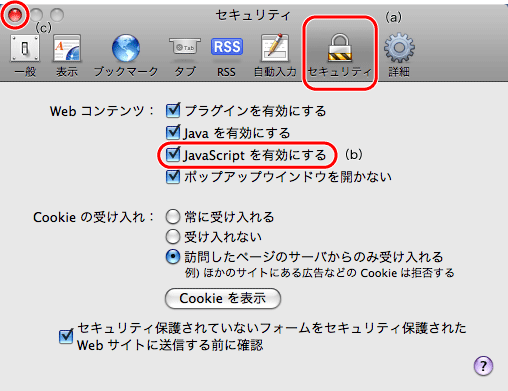 セキュリティ
(a)
(c)
Tab
RSS
一般 表示 ブックマーク タブ RSS 自動入力 セキュリティ 詳細
Web コンテンツ： プラグインを有効にする
Java を有効にする
JavaScript を有効にする (b)
ポップアップウインドウを開かない
Cookie の受け入れ： 常に受け入れる
受け入れない
訪問したページのサーバからのみ受け入れる
例) ほかのサイトにある広告などの Cookie は拒否する
Cookie を表示
セキュリティ保護されていないフォームをセキュリティ保護された
Web サイトに送信する前に確認
?